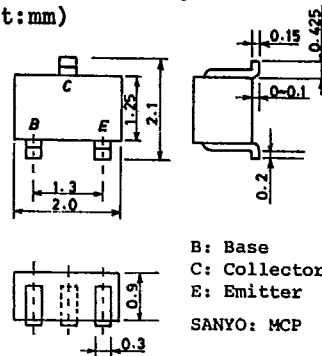 t:mm)
0.15
0.425
C
B E
1.25
2.1
0~0.1
1.3
2.0
0.2
B: Base
C: Collector
E: Emitter
SANYO: MCP
0.9
0.3